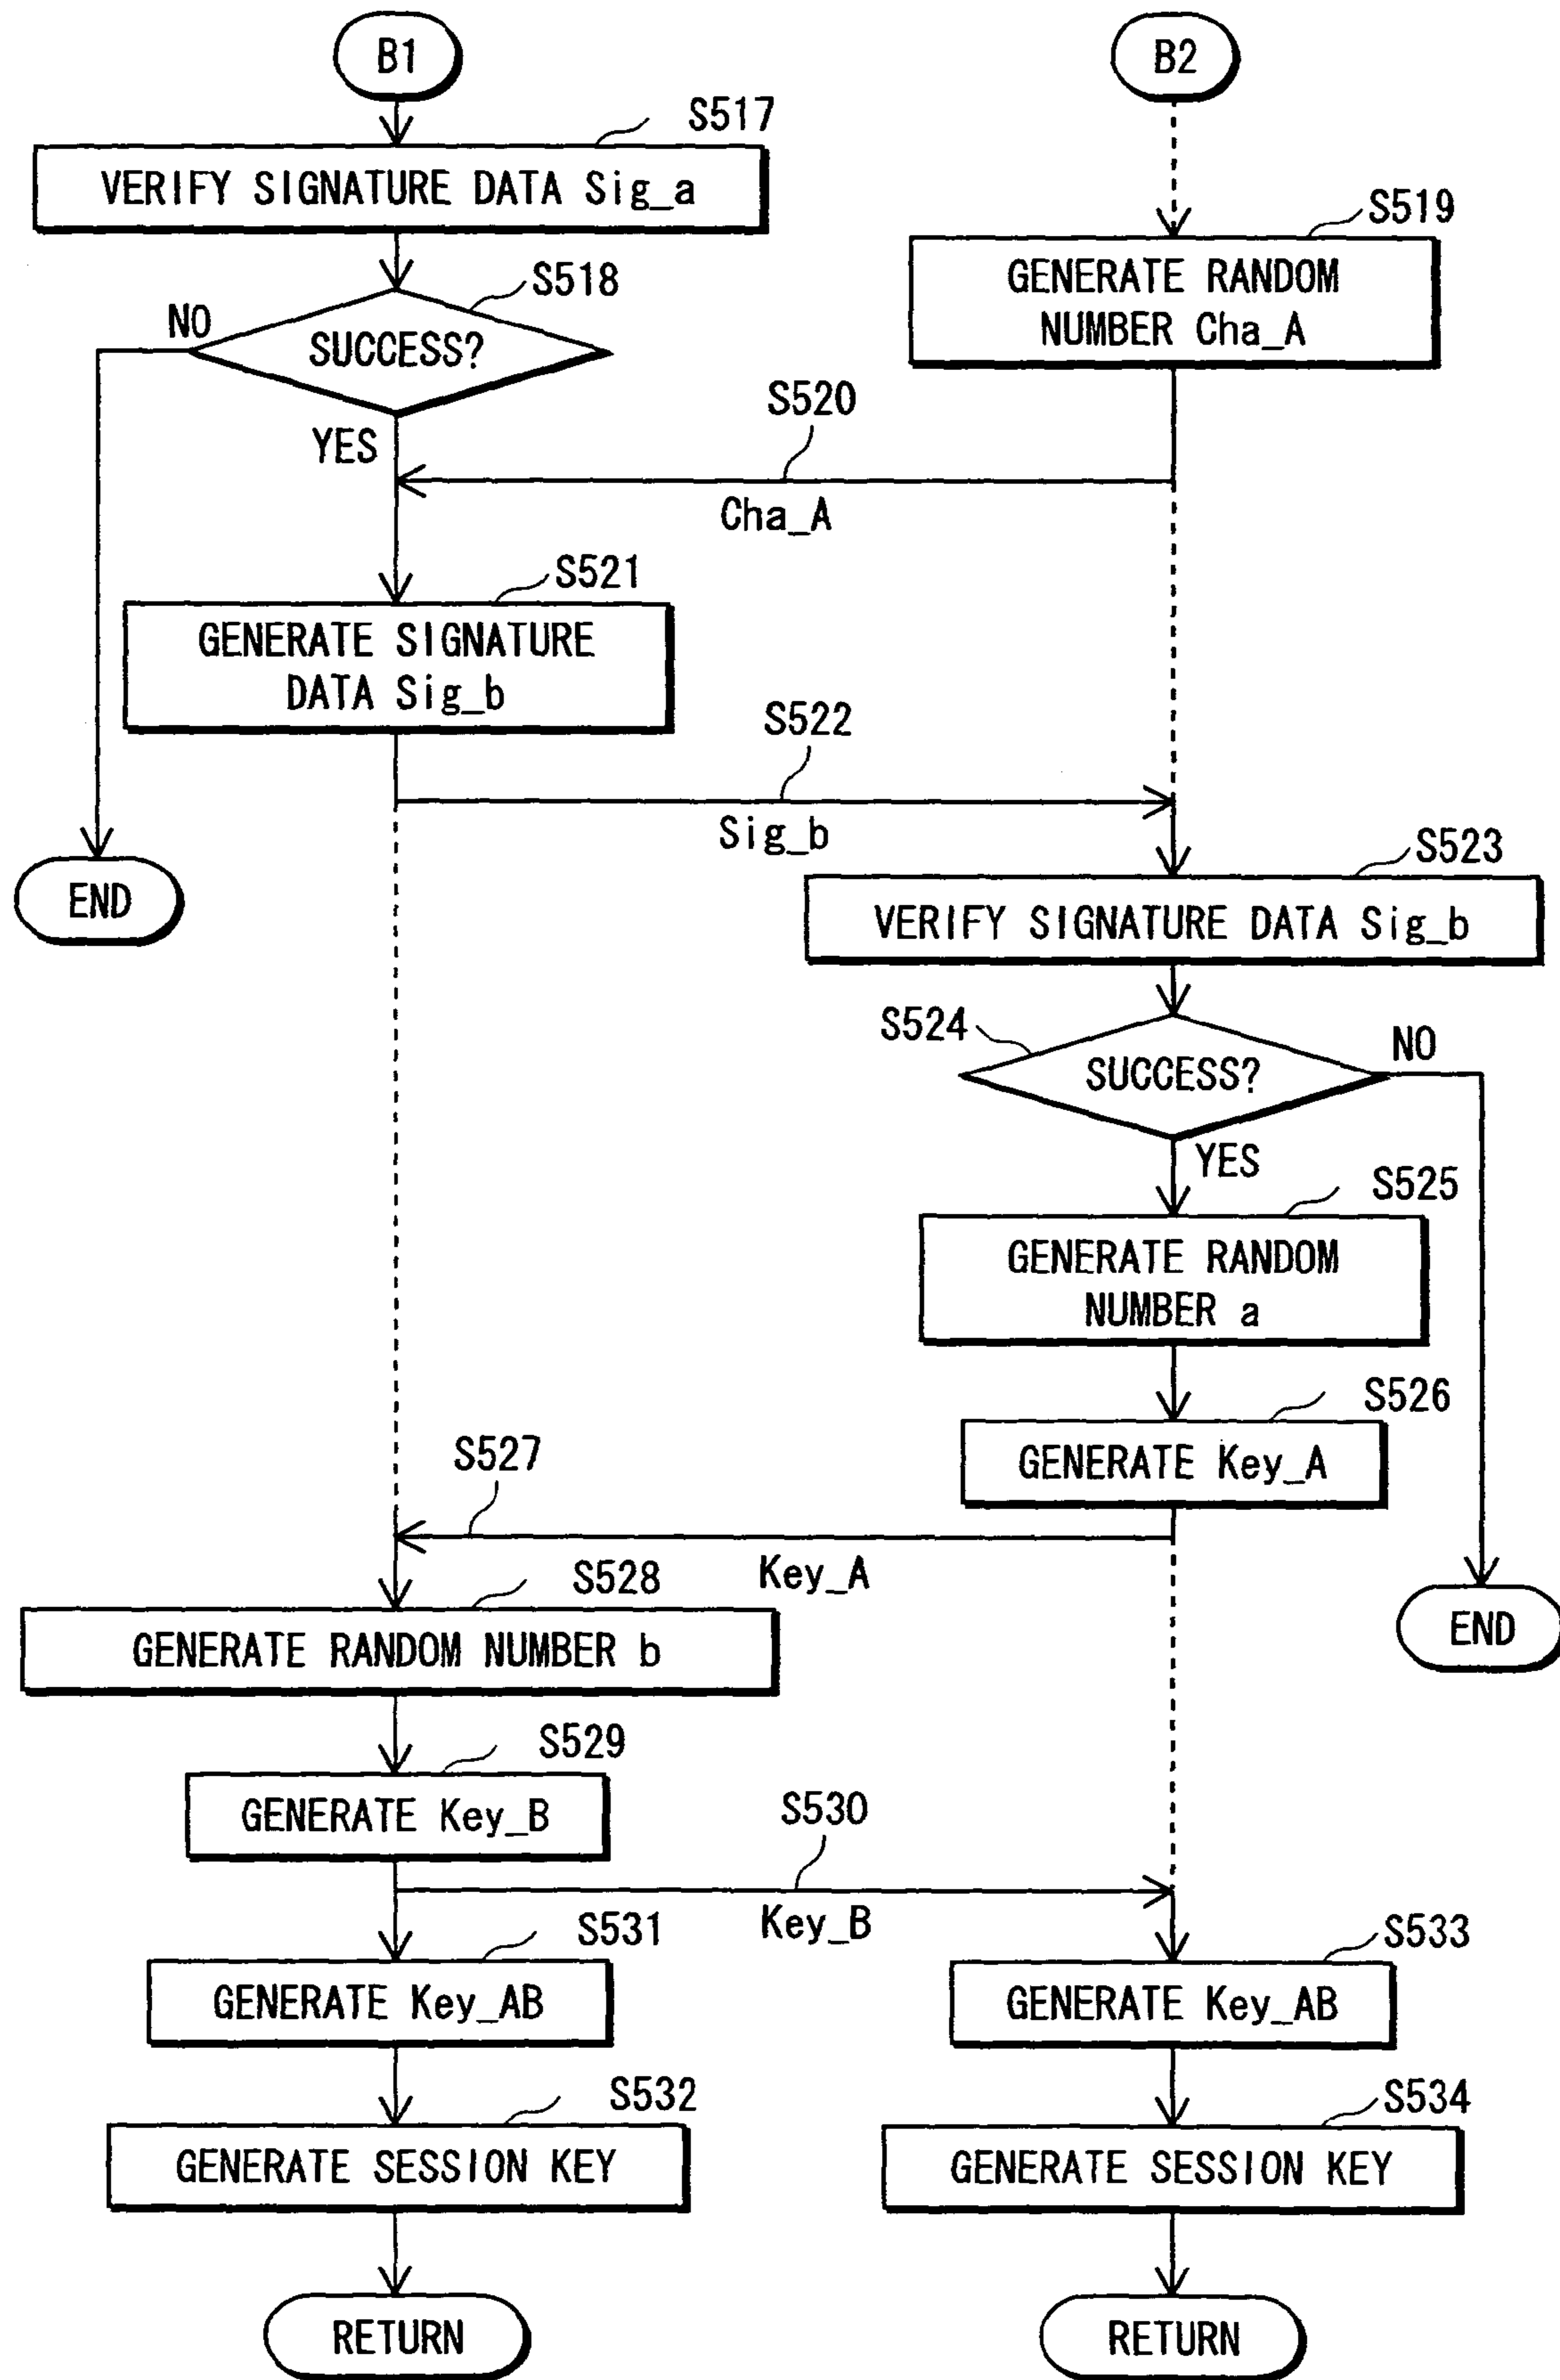 B1
B2
S517
VERIFY SIGNATURE DATA Sig_a
S519
GENERATE RANDOM
NUMBER Cha_A
S518
NO
SUCCESS?
YES
S520
Cha_A
S521
GENERATE SIGNATURE
DATA Sig_b
S522
Sig_b
END
S523
VERIFY SIGNATURE DATA Sig_b
S524
NO
SUCCESS?
YES
S525
GENERATE RANDOM
NUMBER a
S526
GENERATE Key_A
S527
Key_A
S528
GENERATE RANDOM NUMBER b
END
S529
GENERATE Key_B
S530
Key_B
S531
GENERATE Key_AB
S533
GENERATE Key_AB
S532
GENERATE SESSION KEY
S534
GENERATE SESSION KEY
RETURN
RETURN